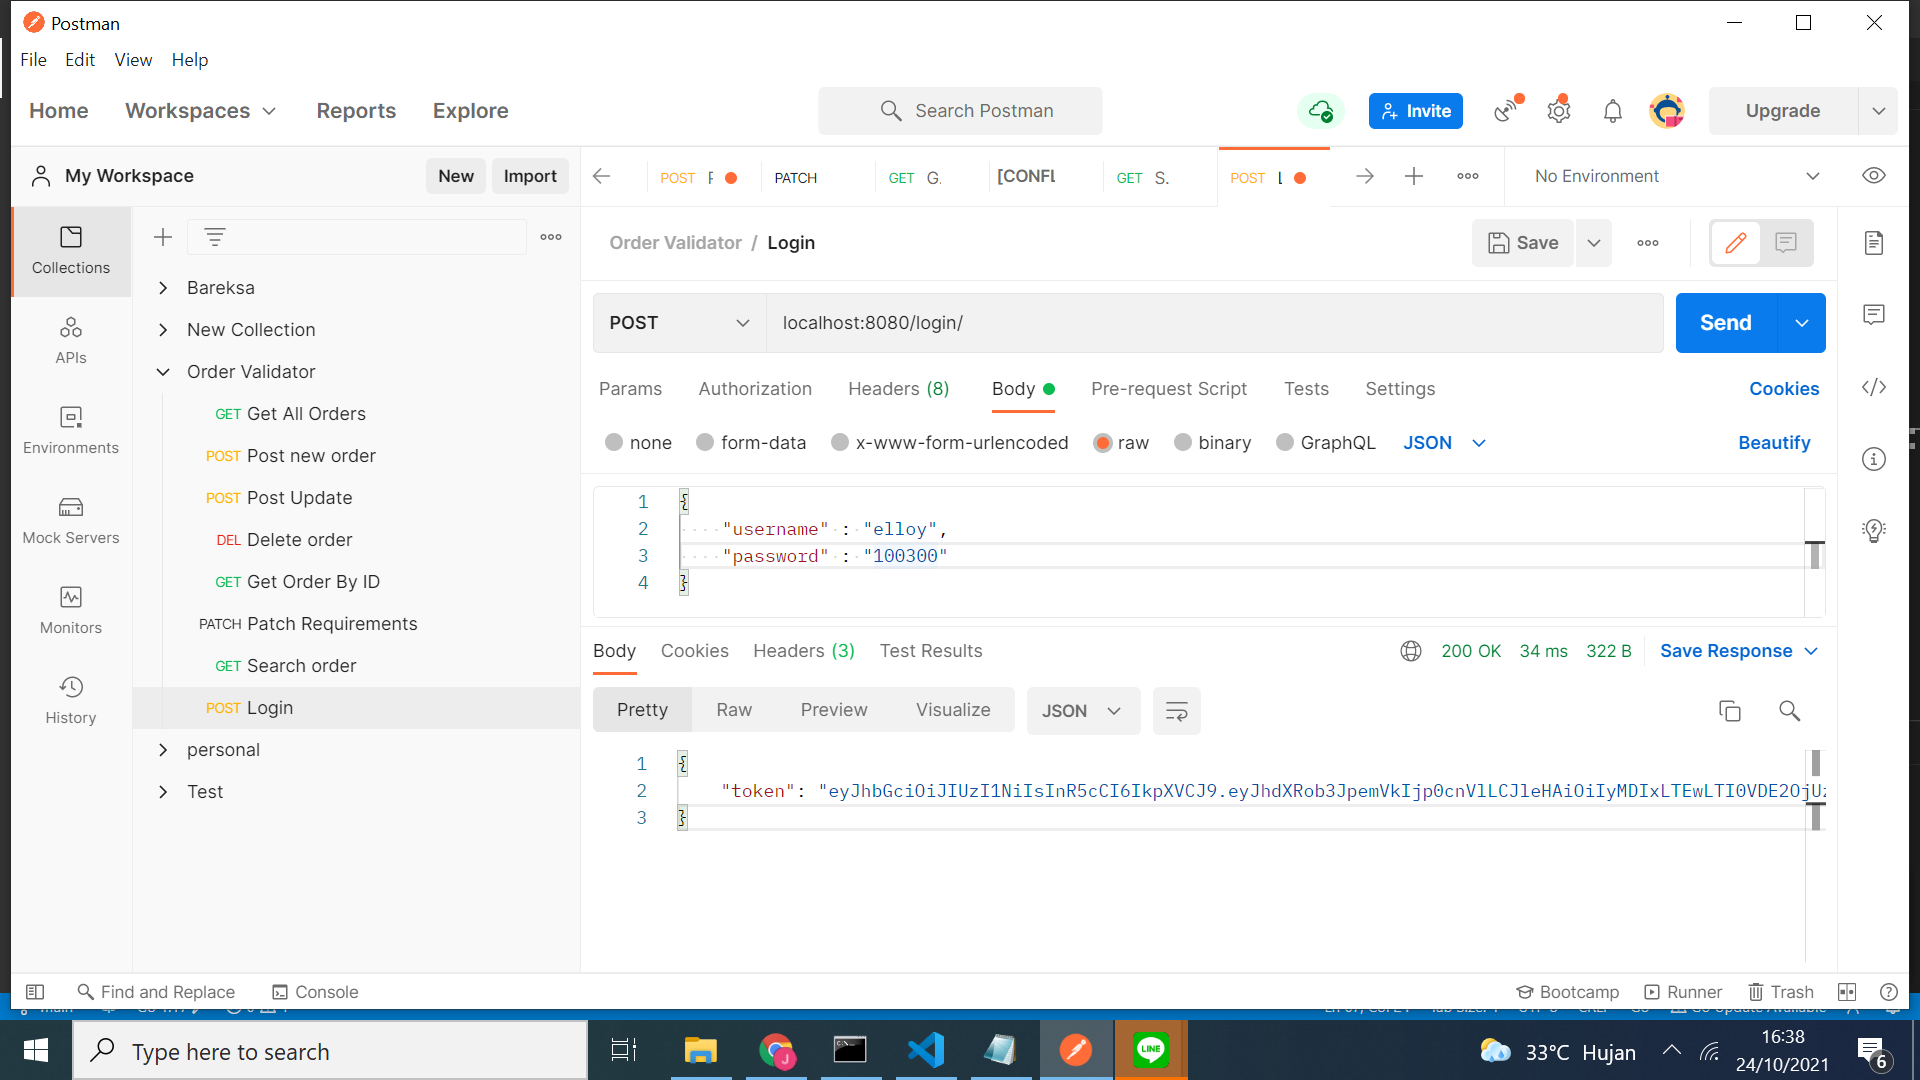 Postman
File Edit View Help
Home Workspaces Reports Explore
Search Postman
Invite
Upgrade
My Workspace
New Import
POST
PATCH
GET G.
[CONFL
GET S.
POST
No Environment
Collections
APIs
Environments
Mock Servers
Monitors
History
Bareksa
New Collection
Order Validator
GET Get All Orders
POST Post new order
POST Post Update
DEL Delete order
GET Get Order By ID
PATCH Patch Requirements
GET Search order
POST Login
personal
Test
Order Validator / Login
Save
POST localhost:8080/login/
Send
Params Authorization Headers (8) Body Pre-request Script Tests Settings Cookies
none form-data x-www-form-urlencoded raw binary GraphQL JSON Beautify
1 {
2 "username" : "elloy",
3 "password" : "100300"
4 }
Body Cookies Headers (3) Test Results 200 OK 34 ms 322 B Save Response
Pretty Raw Preview Visualize JSON
1 {
2 "token": "eyJhbGciOiJIUzI1NiIsInR5cCI6IkpXVCJ9.eyJhdXRob3JpemVkIjp0cnVlLCJleHAiOiIyMDIxLTEwLTI0VDE2OjUz
3 }
Find and Replace Console
Bootcamp Runner Trash
Type here to search
J
LINE
33°C Hujan
16:38
24/10/2021
6